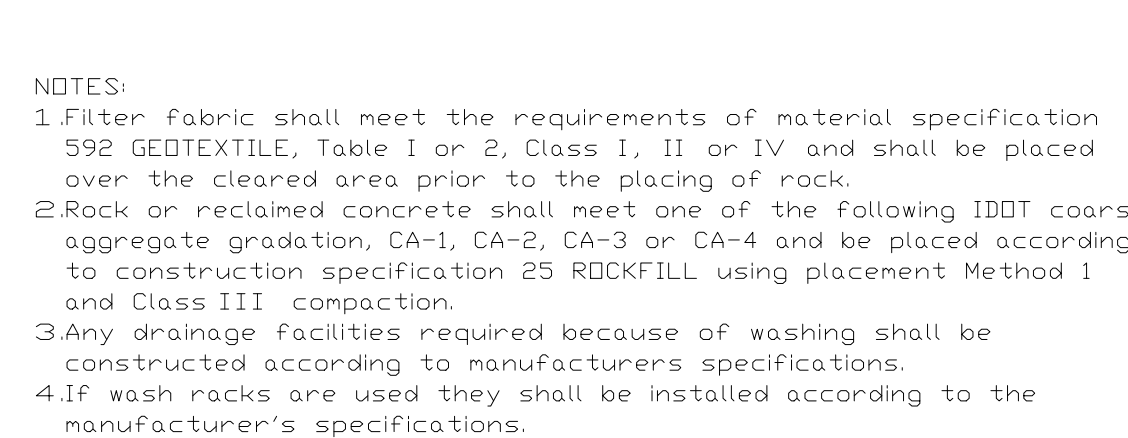 NOTES:
1.Filter fabric shall meet the requirements of material specification
592 GEOTEXTILE, Table I or 2, Class I, II or IV and shall be placed
over the cleared area prior to the placing of rock.
2.Rock or reclaimed concrete shall meet one of the following IDOT coars
aggregate gradation, CA-1, CA-2, CA-3 or CA-4 and be placed according
to construction specification 25 ROCKFILL using placement Method 1
and Class III compaction.
3.Any drainage facilities required because of washing shall be
constructed according to manufacturers specifications.
4.If wash racks are used they shall be installed according to the
manufacturer's specifications.